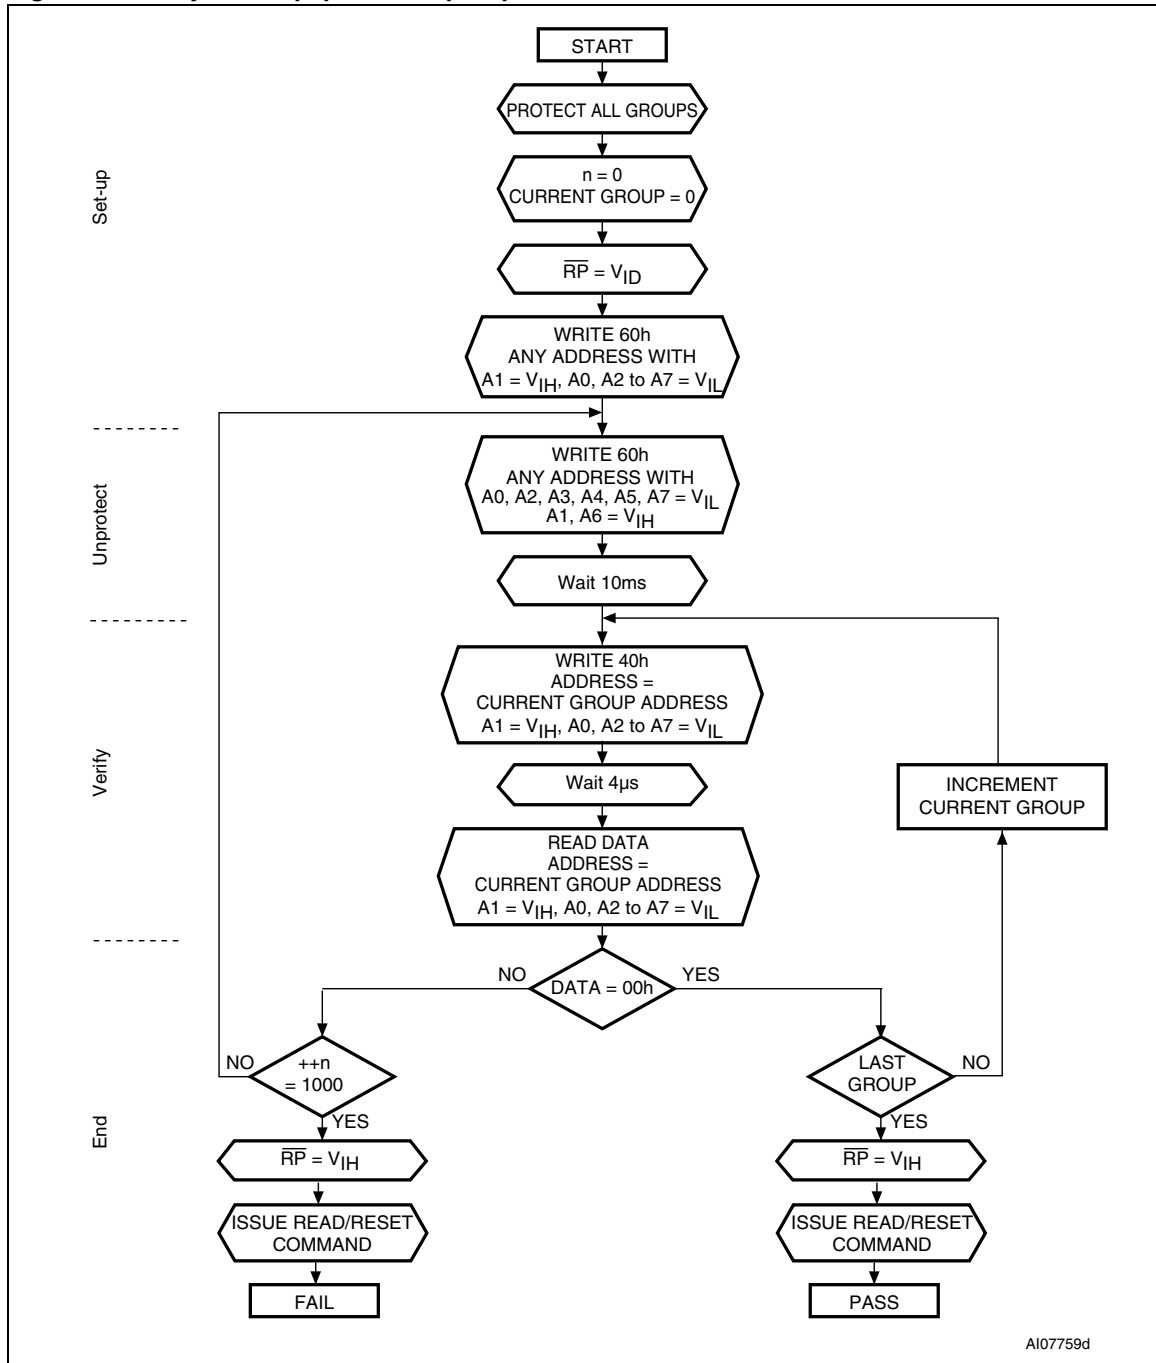 START
PROTECT ALL GROUPS
n = 0
CURRENT GROUP = 0
Set-up
RP = VID
WRITE 60h
ANY ADDRESS WITH
A1 = VIH, A0, A2 to A7 = VIL
WRITE 60h
ANY ADDRESS WITH
A0, A2, A3, A4, A5, A7 = VIL
A1, A6 = VIH
Unprotect
Wait 10ms
WRITE 40h
ADDRESS =
CURRENT GROUP ADDRESS
A1 = VIH, A0, A2 to A7 = VIL
Verify
Wait 4µs
INCREMENT
CURRENT GROUP
READ DATA
ADDRESS =
CURRENT GROUP ADDRESS
A1 = VIH, A0, A2 to A7 = VIL
NO
DATA = 00h
YES
NO
++n
= 1000
LAST
GROUP
NO
End
YES
YES
RP = VIH
RP = VIH
ISSUE READ/RESET
COMMAND
ISSUE READ/RESET
COMMAND
FAIL
PASS
AI07759d